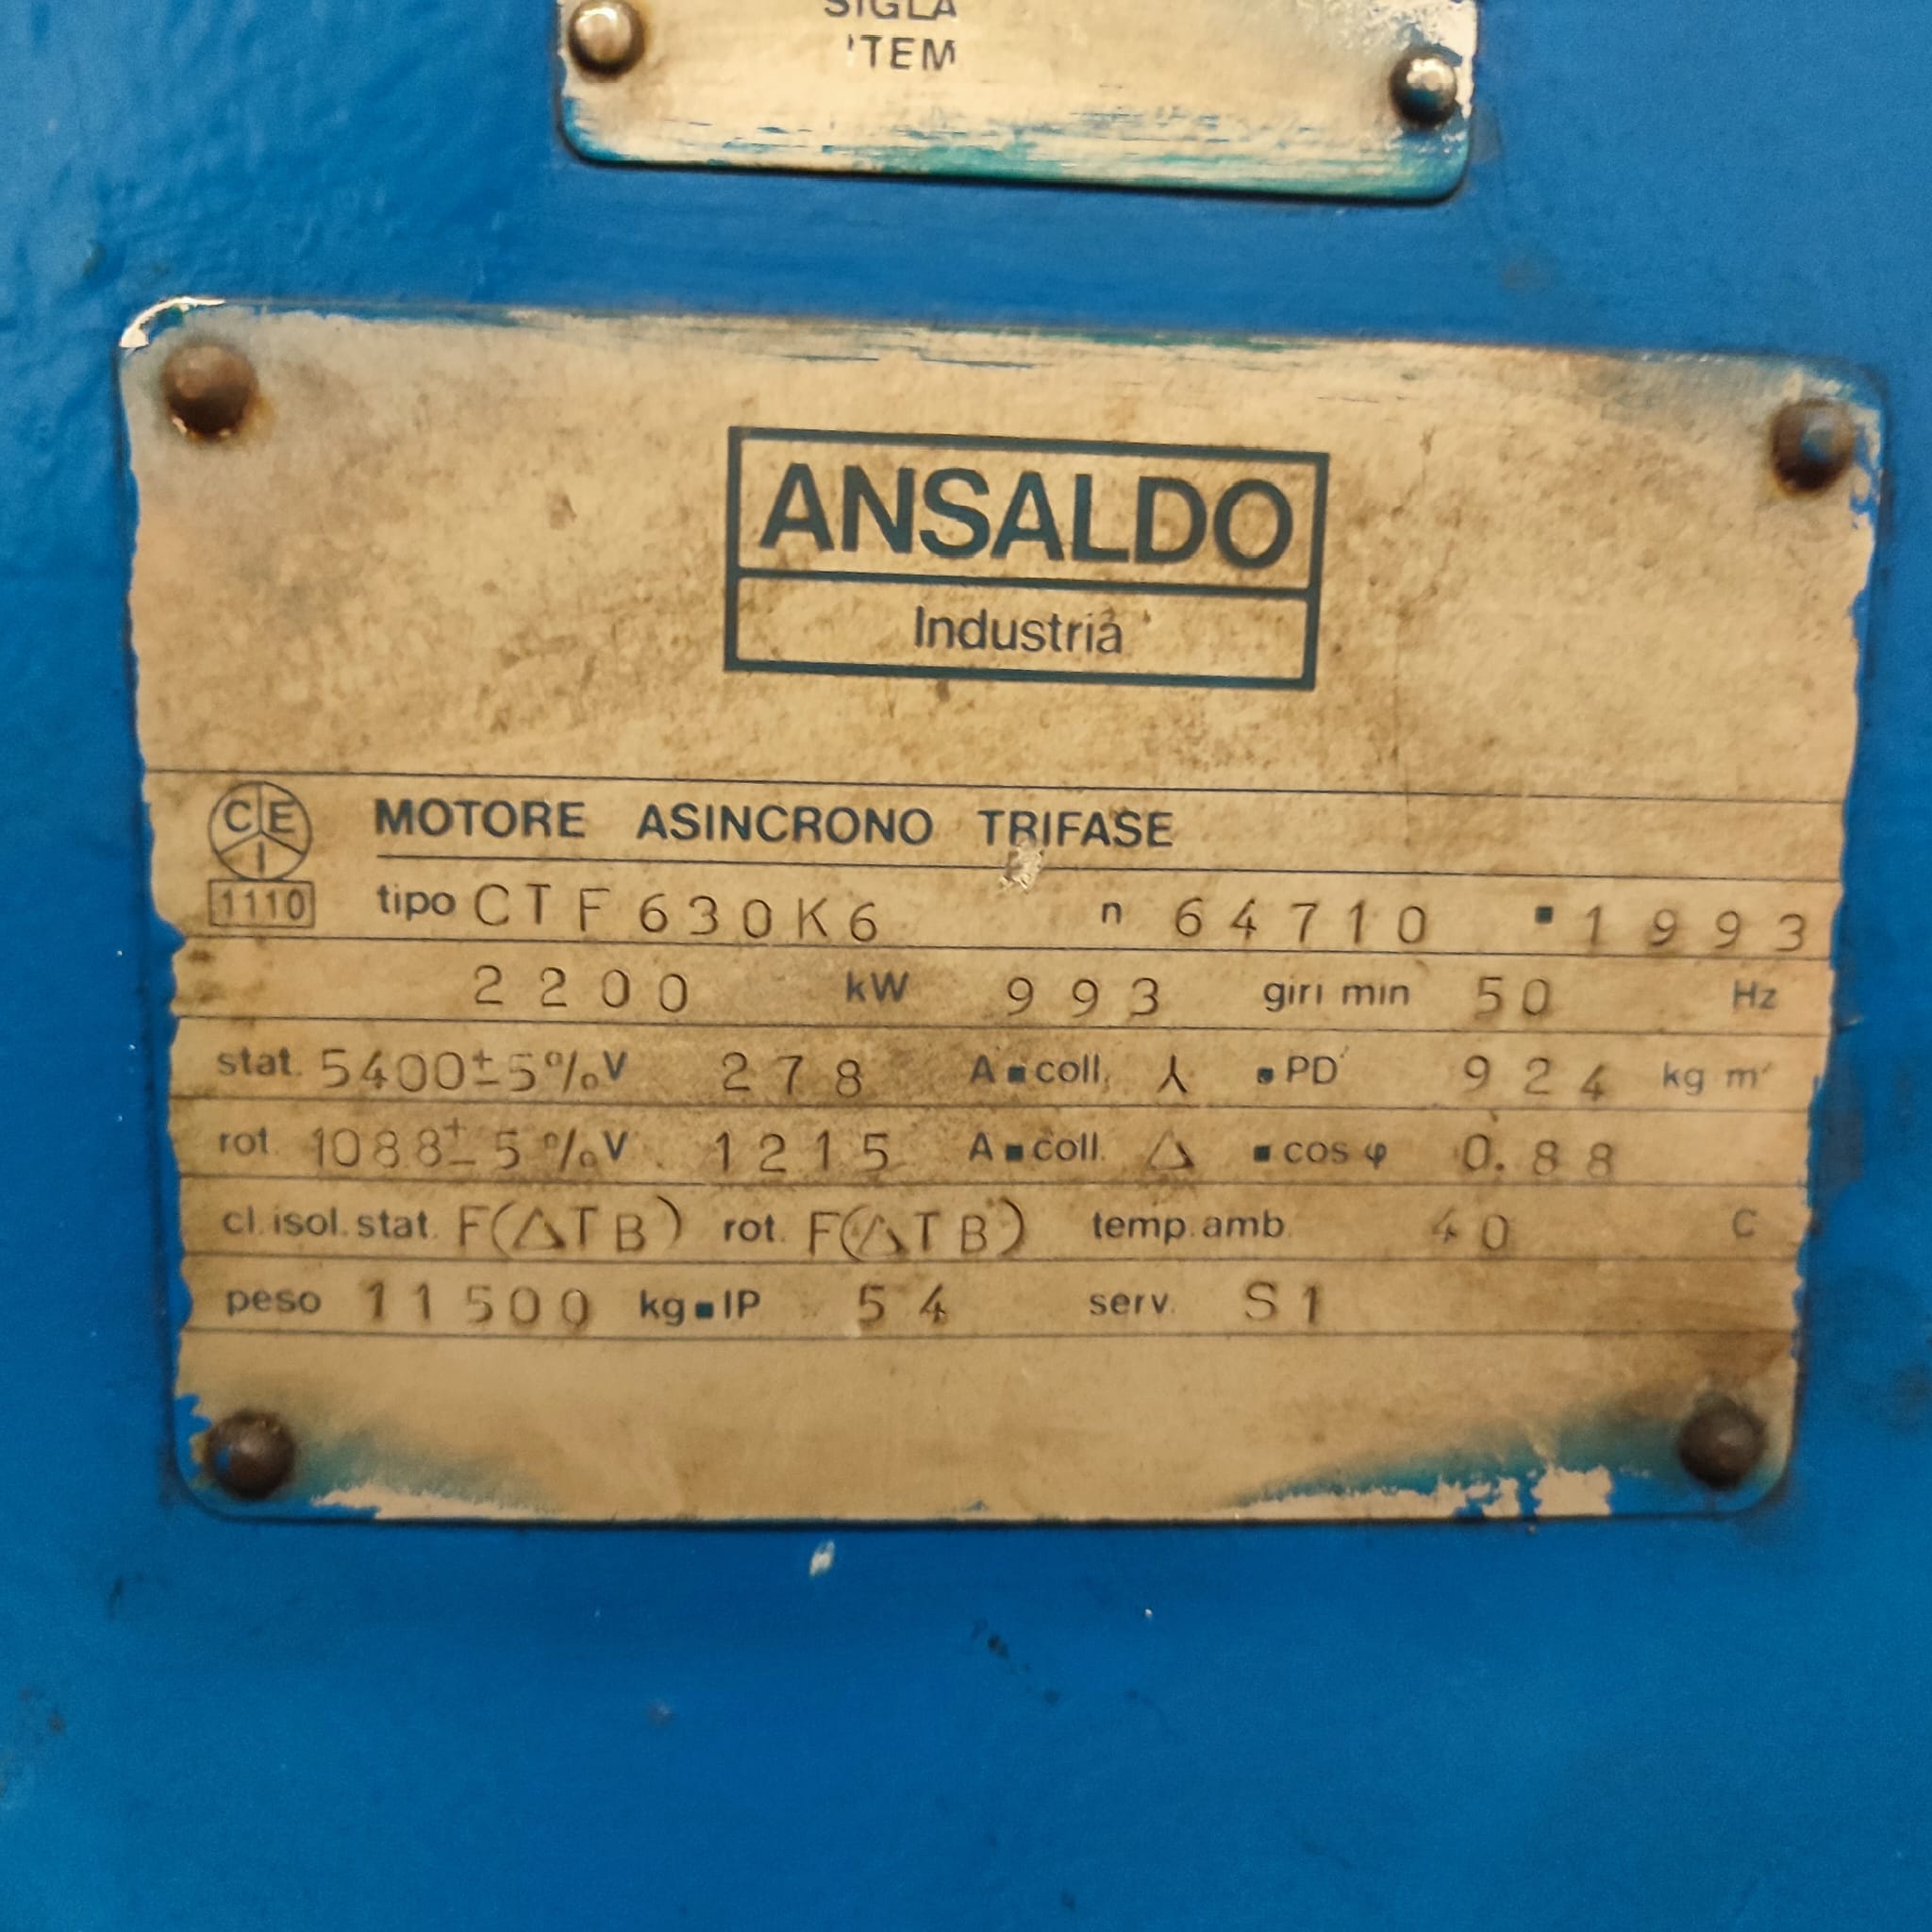 SIGLA
ITEM
ANSALDO
Industria
CEI
MOTORE ASINCRONO TRIFASE
1110 tipo CTF 630K6 n 64710 ▪ 1993
2200 kW 993 giri min 50 Hz
stat. 5400±5% V 278 A▪coll. ⅄ ▪PD² 924 kg m²
rot. 1088±5% V 1215 A▪coll. △ ▪cos φ 0.88
cl.isol.stat. F(△TB) rot. F(△TB) temp.amb. 40 C
peso 11500 kg▪IP 54 serv. S1